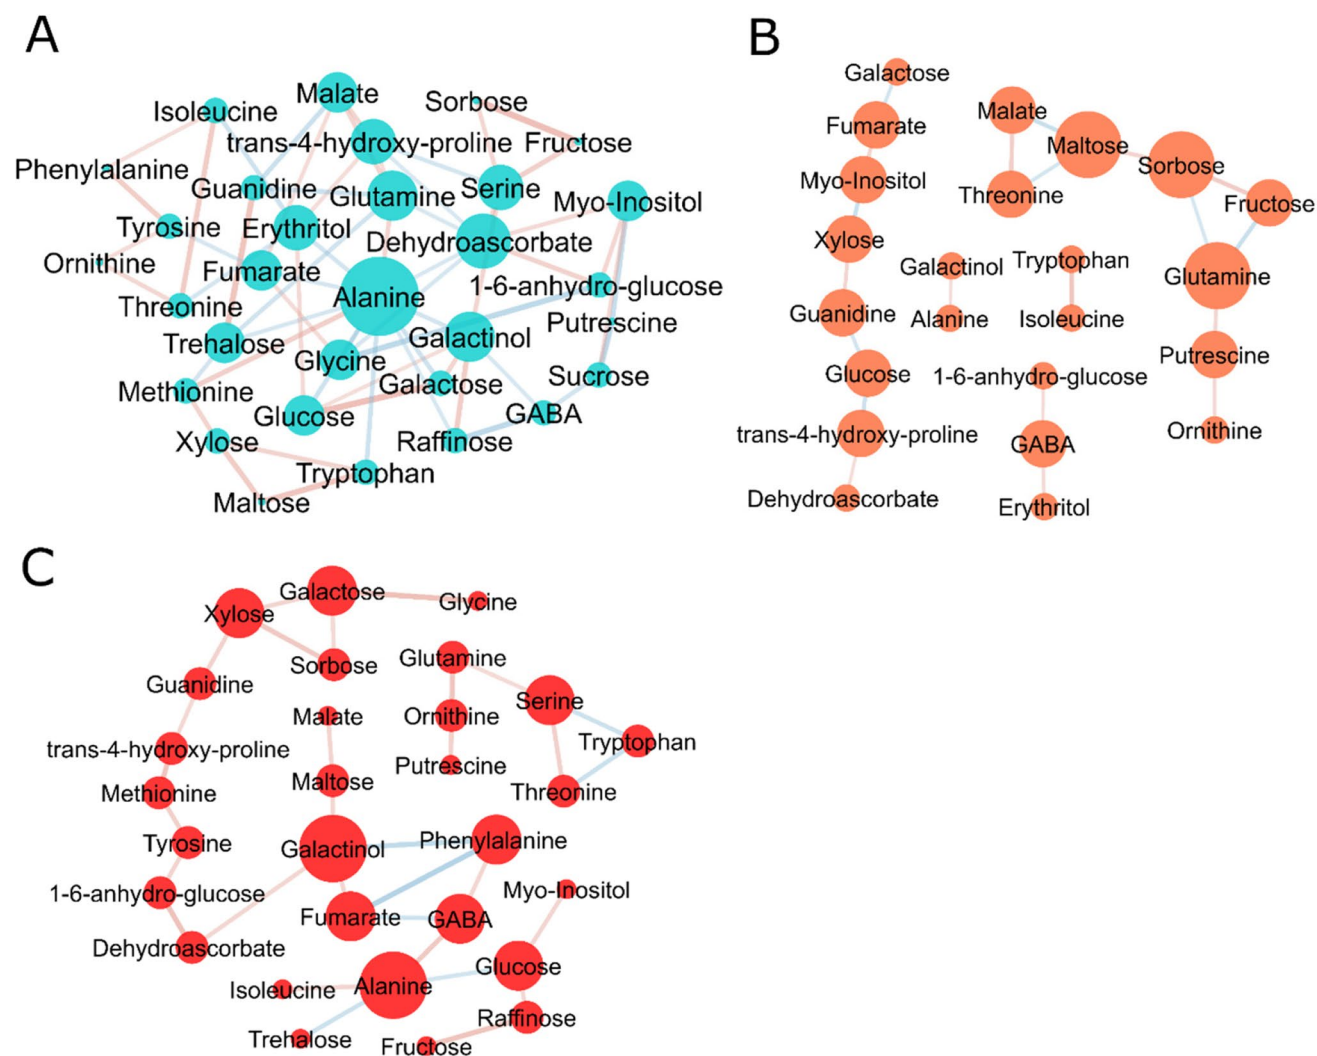 A
Malate
Isoleucine
Sorbose
trans-4-hydroxy-proline
Fructose
Phenylalanine
Guanidine
Glutamine
Serine
Myo-Inositol
Tyrosine
Erythritol
Dehydroascorbate
Ornithine
Fumarate
1-6-anhydro-glucose
Alanine
Threonine
Putrescine
Trehalose
Galactinol
Glycine
Methionine
Galactose
Sucrose
Glucose
GABA
Xylose
Raffinose
Tryptophan
Maltose
B
Galactose
Fumarate
Myo-Inositol
Xylose
Guanidine
Glucose
trans-4-hydroxy-proline
Dehydroascorbate
Malate
Maltose
Threonine
Sorbose
Fructose
Glutamine
Putrescine
Ornithine
Galactinol
Alanine
Tryptophan
Isoleucine
1-6-anhydro-glucose
GABA
Erythritol
C
Galactose
Xylose
Glycine
Sorbose
Guanidine
Glutamine
Serine
Malate
Ornithine
trans-4-hydroxy-proline
Tryptophan
Putrescine
Maltose
Methionine
Threonine
Tyrosine
Galactinol
Phenylalanine
1-6-anhydro-glucose
Myo-Inositol
Fumarate
GABA
Dehydroascorbate
Glucose
Isoleucine
Alanine
Raffinose
Trehalose
Fructose